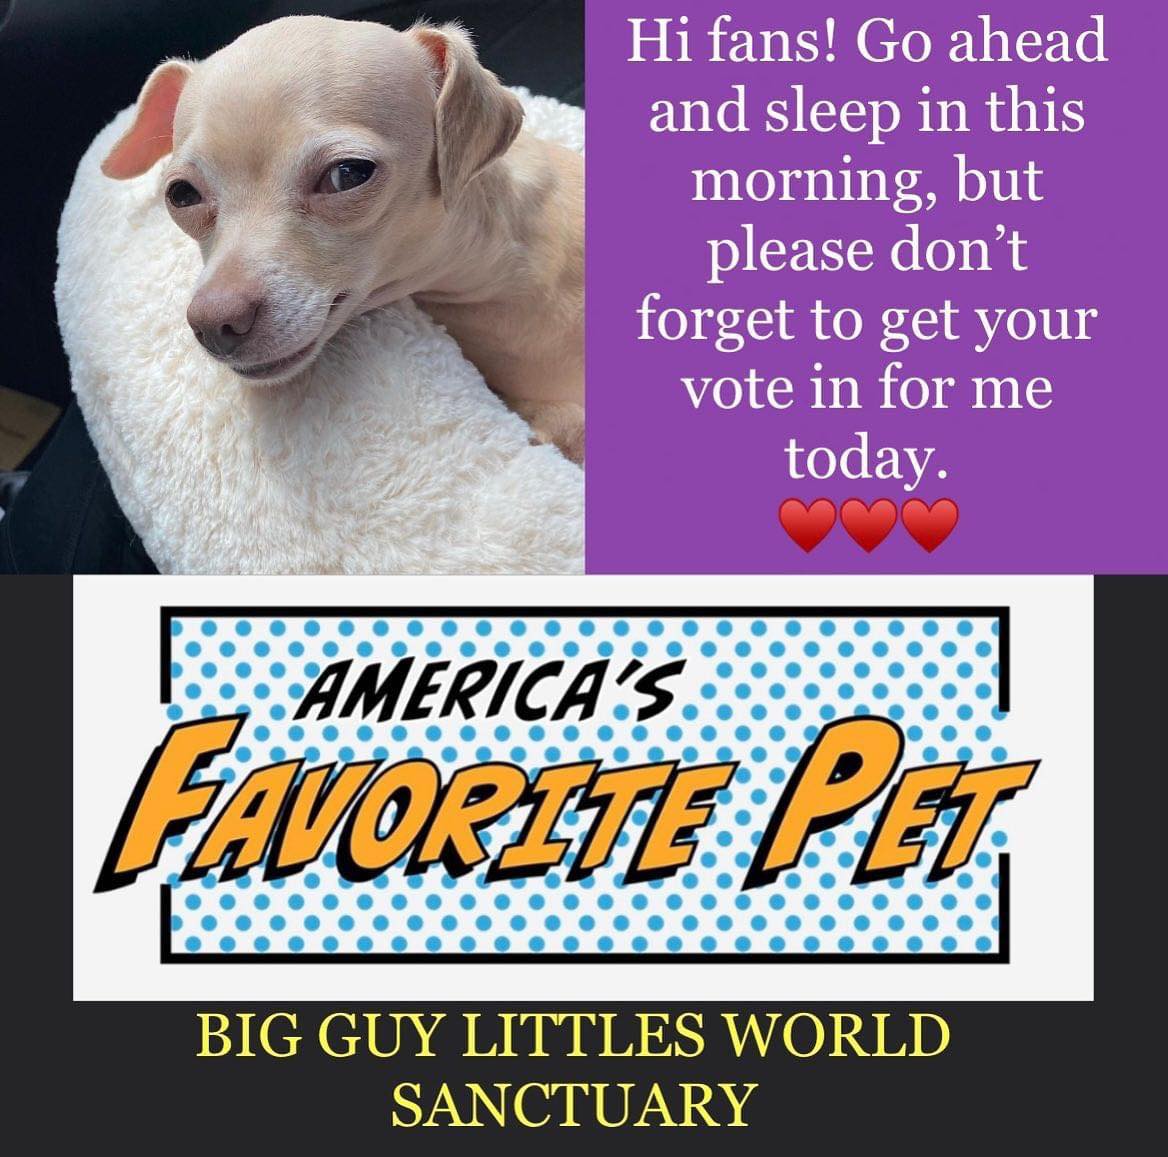 Hi fans! Go ahead
and sleep in this
morning, but
please don’t
forget to get your
vote in for me
today.
♥️♥️♥️
AMERICA'S
FAVORITE PET
BIG GUY LITTLES WORLD
SANCTUARY